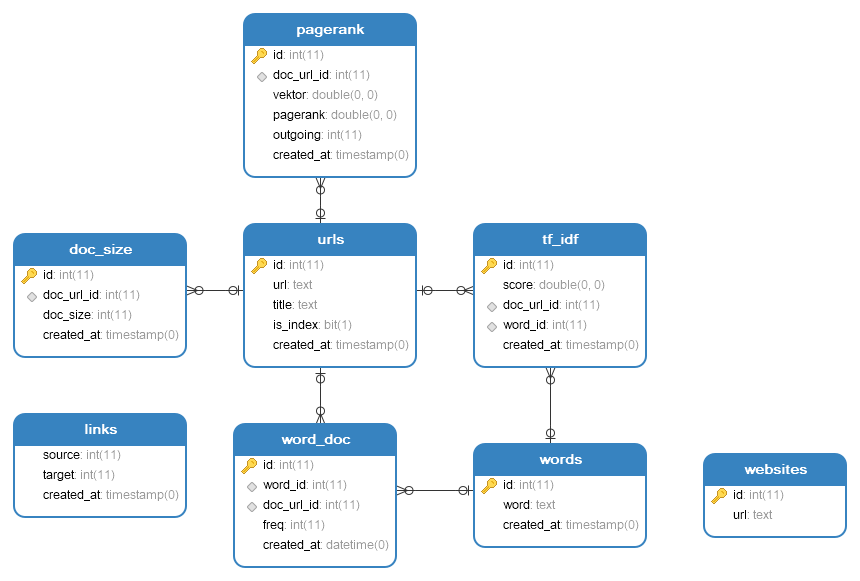 pagerank
id: int(11)
doc_url_id: int(11)
vektor: double(0, 0)
pagerank: double(0, 0)
outgoing: int(11)
created_at: timestamp(0)
doc_size
id: int(11)
doc_url_id: int(11)
doc_size: int(11)
created_at: timestamp(0)
urls
id: int(11)
url: text
title: text
is_index: bit(1)
created_at: timestamp(0)
tf_idf
id: int(11)
score: double(0, 0)
doc_url_id: int(11)
word_id: int(11)
created_at: timestamp(0)
links
source: int(11)
target: int(11)
created_at: timestamp(0)
word_doc
id: int(11)
word_id: int(11)
doc_url_id: int(11)
freq: int(11)
created_at: datetime(0)
words
id: int(11)
word: text
created_at: timestamp(0)
websites
id: int(11)
url: text